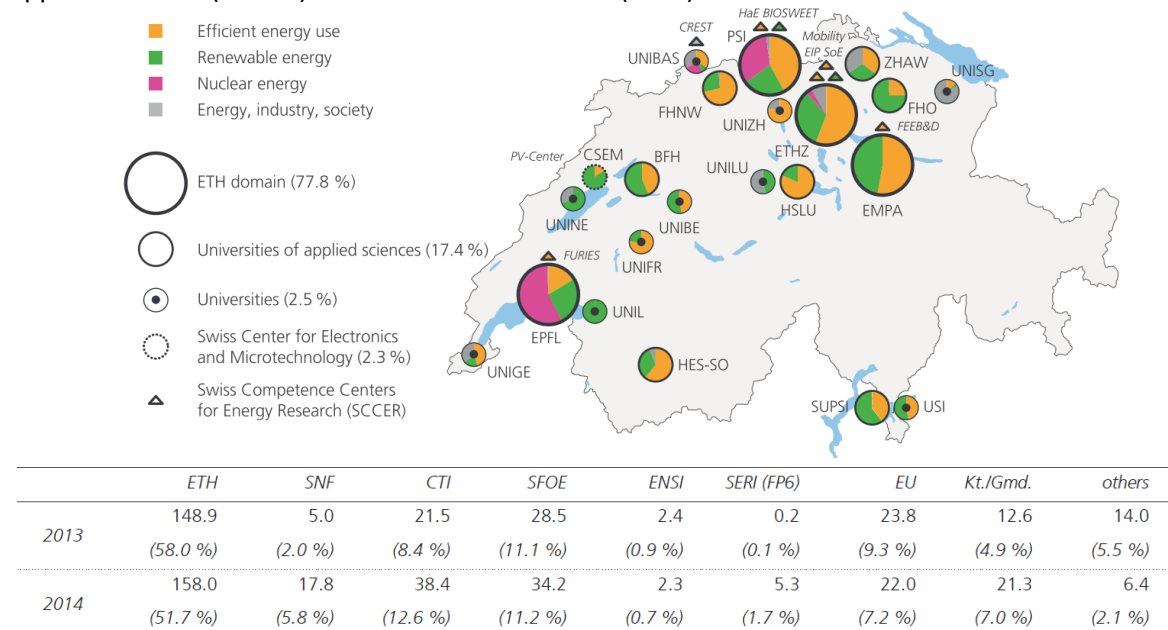 Efficient energy use
Renewable energy
Nuclear energy
Energy, industry, society
ETH domain (77.8 %)
Universities of applied sciences (17.4 %)
Universities (2.5 %)
Swiss Center for Electronics
and Microtechnology (2.3 %)
Swiss Competence Centers
for Energy Research (SCCER)
HaE BIOSWEET
CREST
PSI
Mobility
EIP SoE
UNIBAS
ZHAW
UNISG
FHNW
UNIZH
FHO
FEEB&D
ETHZ
PV-Center
CSEM
BFH
UNILU
HSLU
EMPA
UNINE
UNIBE
UNIFR
FURIES
UNIL
EPFL
UNIGE
HES-SO
SUPSI
USI
ETH SNF CTI SFOE ENSI SERI (FP6) EU Kt./Gmd. others
148.9 5.0 21.5 28.5 2.4 0.2 23.8 12.6 14.0
2013
(58.0 %) (2.0 %) (8.4 %) (11.1 %) (0.9 %) (0.1 %) (9.3 %) (4.9 %) (5.5 %)
158.0 17.8 38.4 34.2 2.3 5.3 22.0 21.3 6.4
2014
(51.7 %) (5.8 %) (12.6 %) (11.2 %) (0.7 %) (1.7 %) (7.2 %) (7.0 %) (2.1 %)